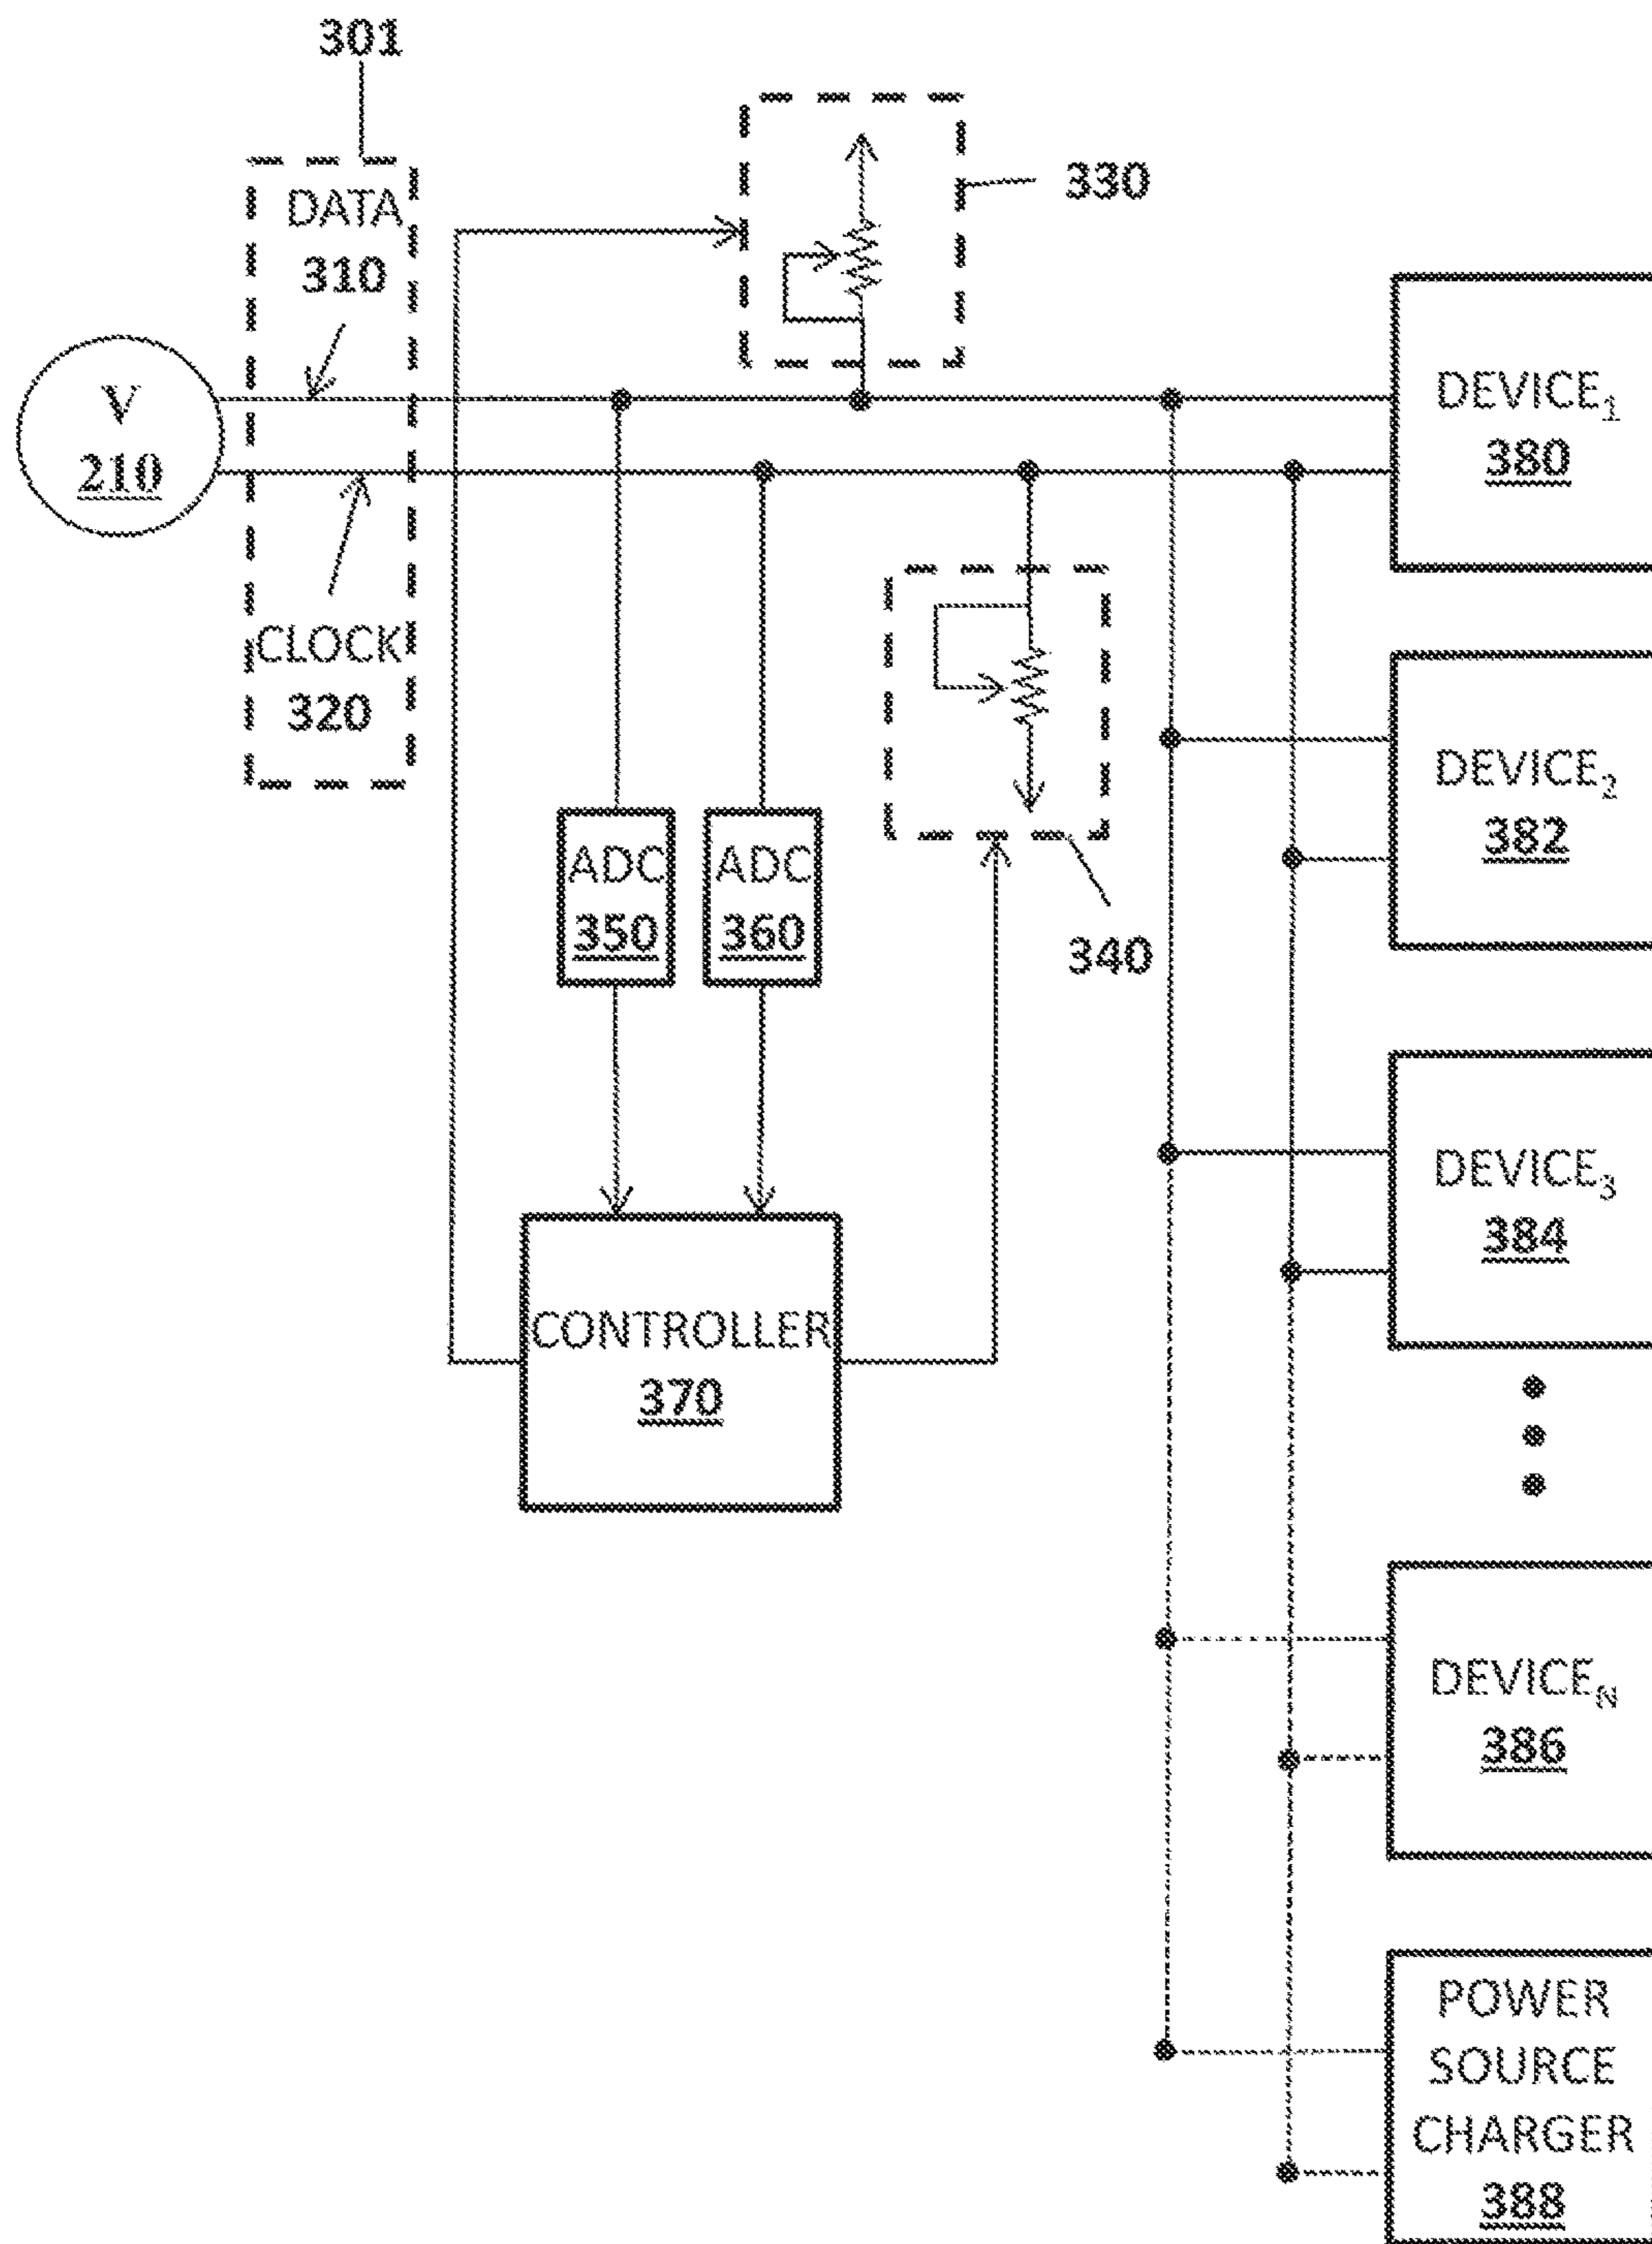 301
DATA
310
330
V
210
DEVICE1
380
CLOCK
320
DEVICE2
382
ADC
350
ADC
360
340
DEVICE3
384
CONTROLLER
370
DEVICEN
386
POWER
SOURCE
CHARGER
388